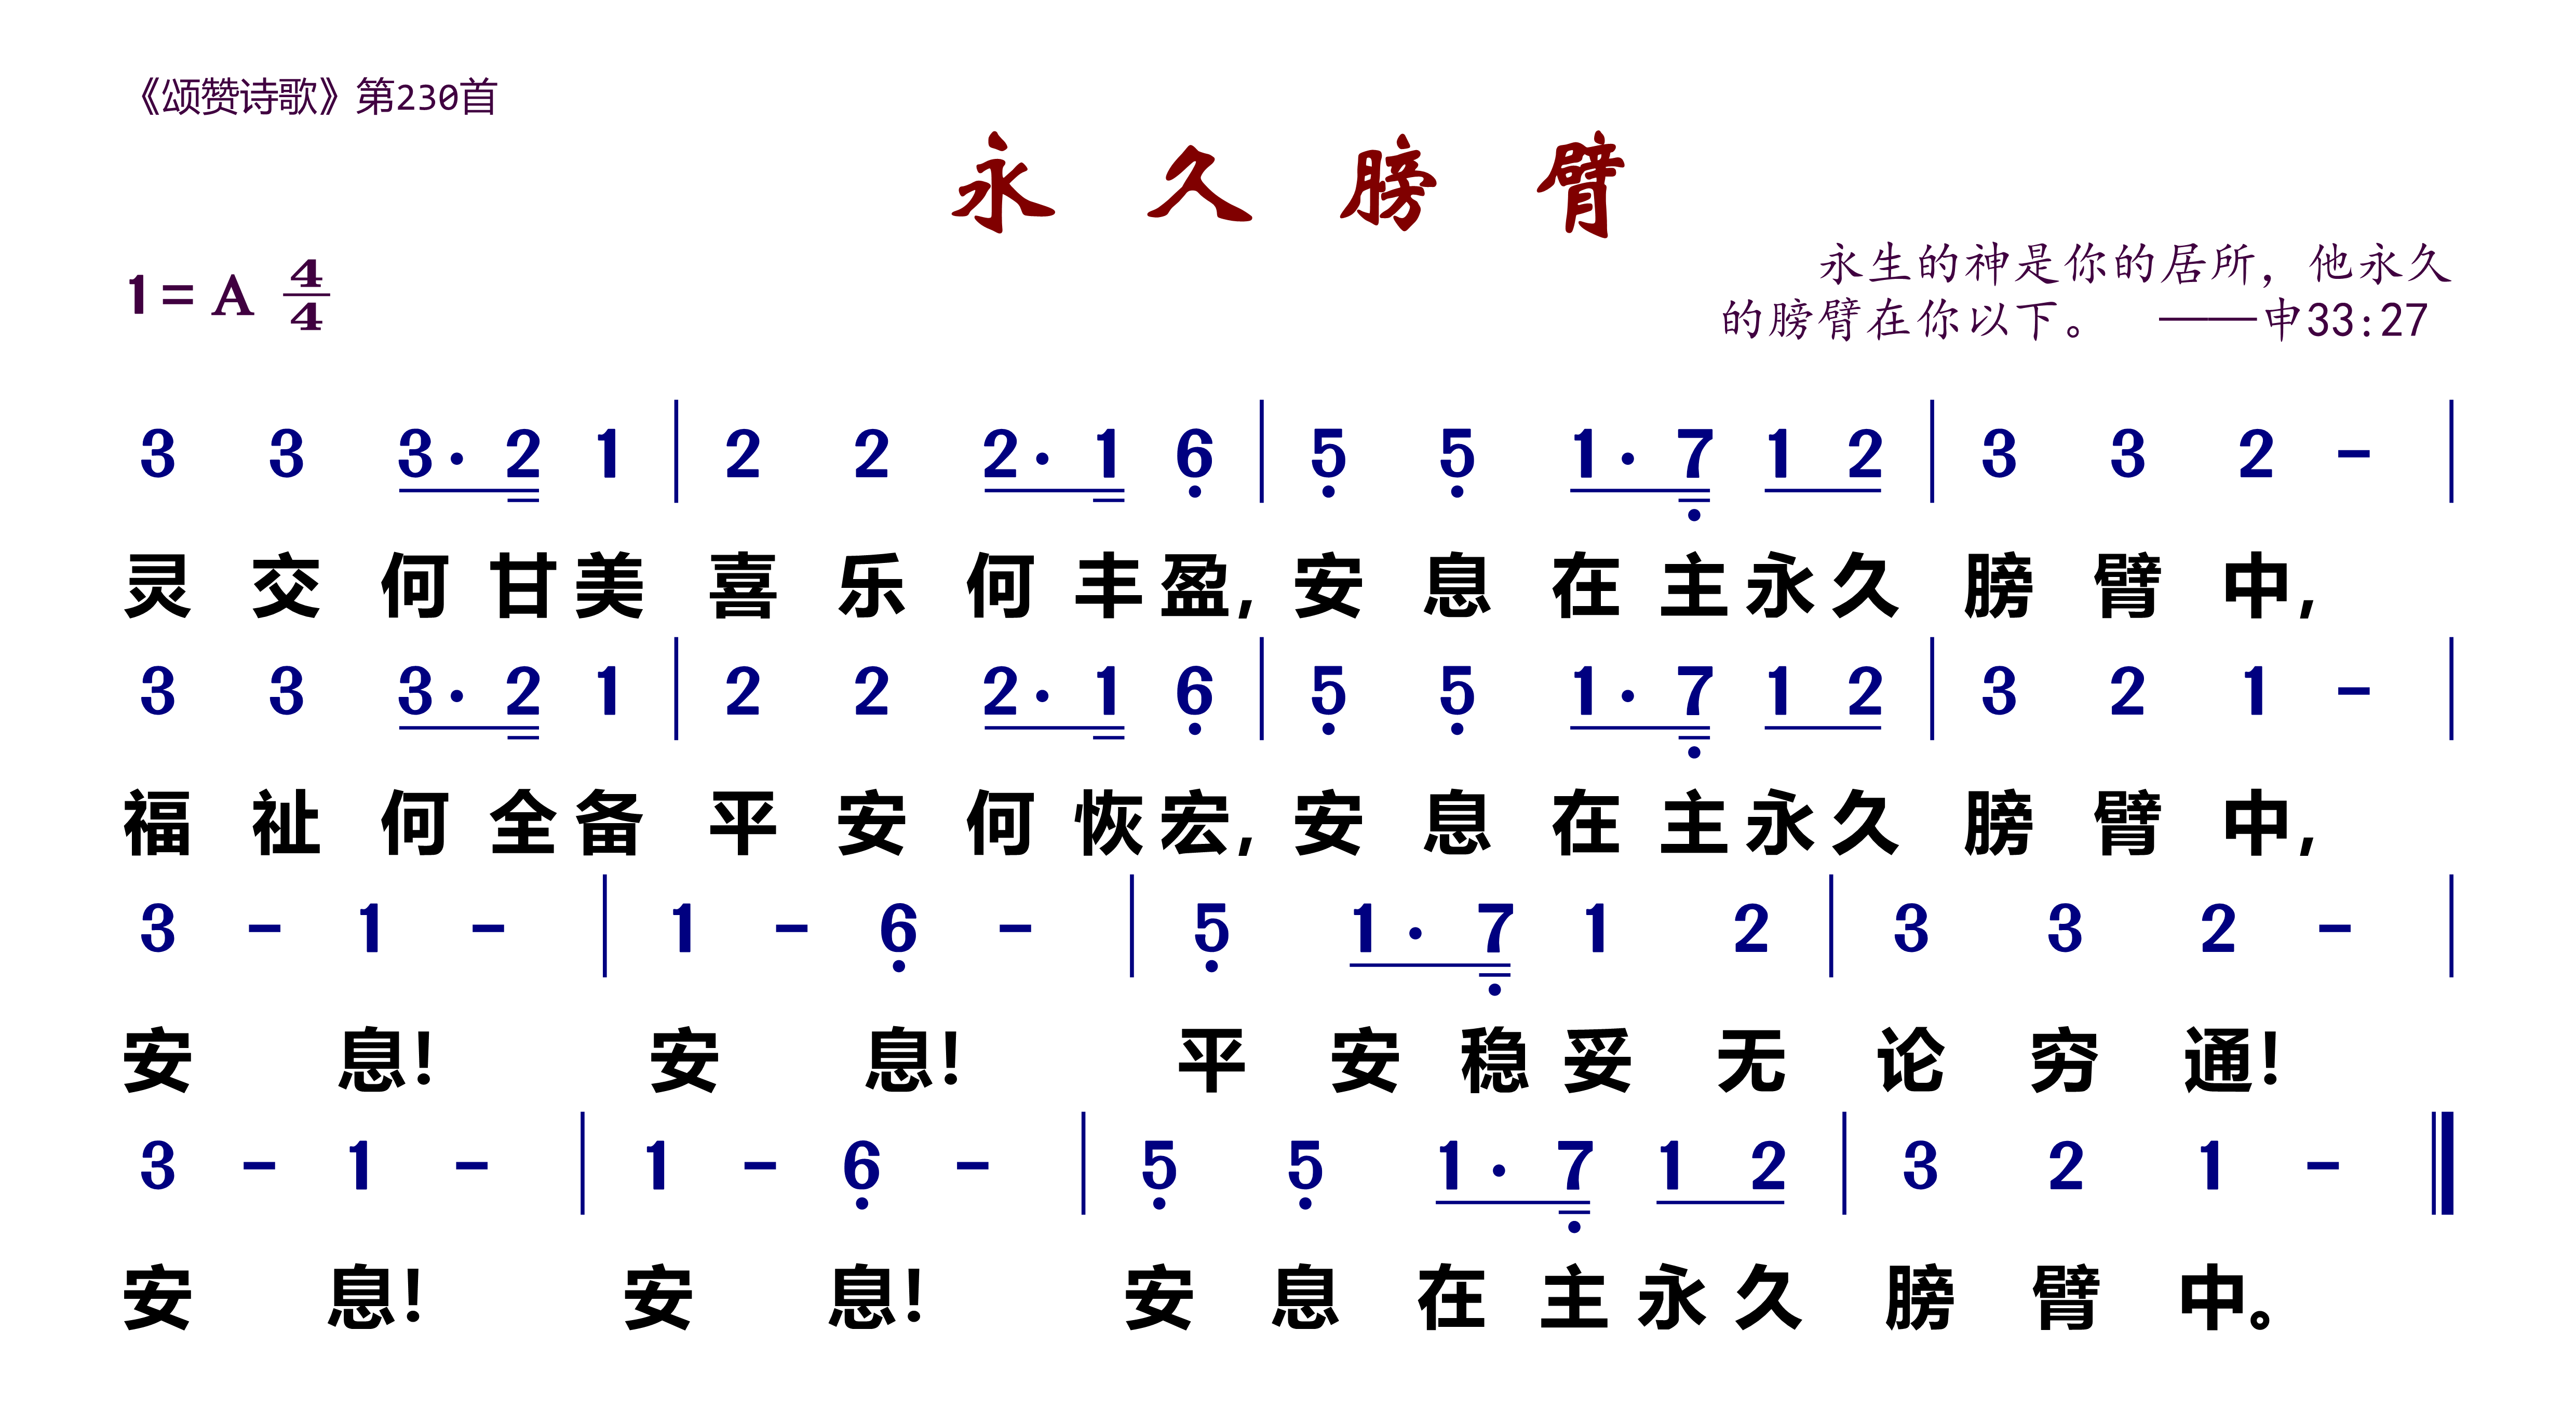 《颂赞诗歌》第230首
永 久 膀 臂
1 = A 4/4
永生的神是你的居所，他永久
的膀臂在你以下。 ——申33:27
3 3 3· 2 1 | 2 2 2· 1 6 | 5 5 1· 7 1 2 | 3 3 2 - |
灵 交 何 甘 美 喜 乐 何 丰 盈, 安 息 在 主 永 久 膀 臂 中,
3 3 3· 2 1 | 2 2 2· 1 6 | 5 5 1· 7 1 2 | 3 2 1 - |
福 祉 何 全 备 平 安 何 恢 宏, 安 息 在 主 永 久 膀 臂 中,
3 - 1 - | 1 - 6 - | 5 1· 7 1 2 | 3 3 2 - |
安 息! 安 息! 平 安 稳 妥 无 论 穷 通!
3 - 1 - | 1 - 6 - | 5 5 1· 7 1 2 | 3 2 1 - ‖
安 息! 安 息! 安 息 在 主 永 久 膀 臂 中。